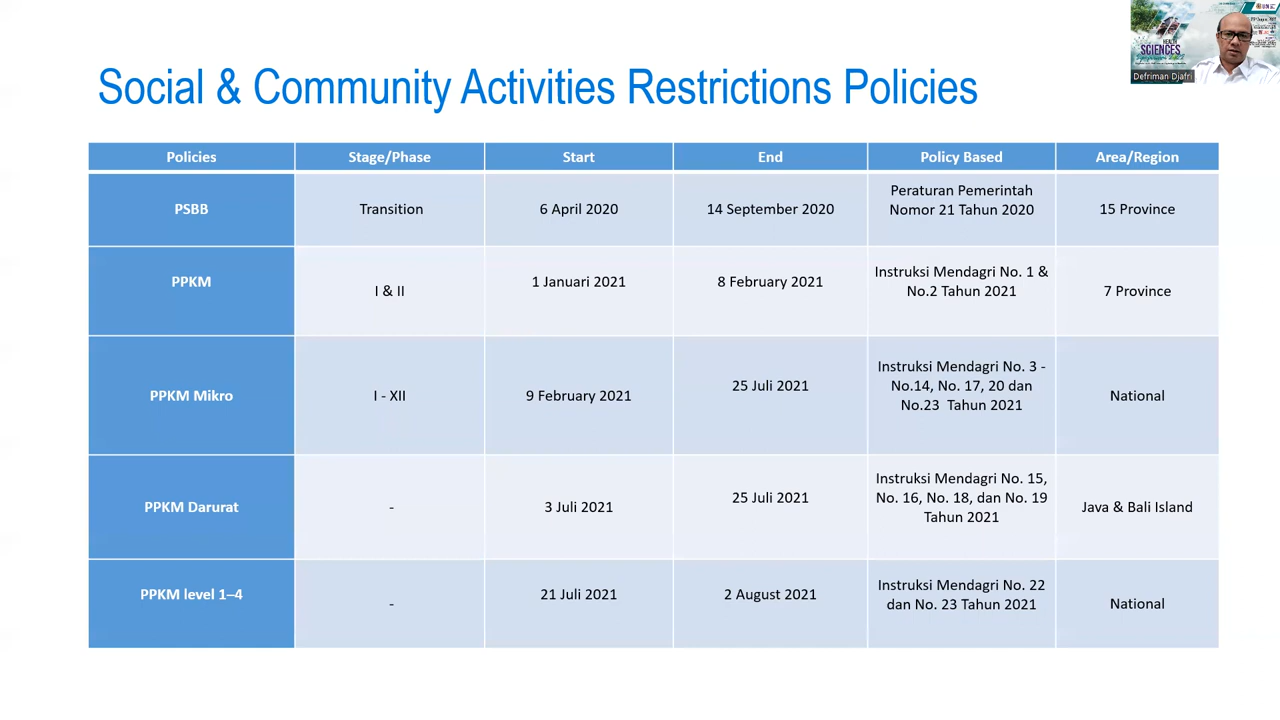 HEALTH
SCIENCES
Defriman Djafri
Social & Community Activities Restrictions Policies
Policies Stage/Phase Start End Policy Based Area/Region
PSBB Transition 6 April 2020 14 September 2020 Peraturan Pemerintah
Nomor 21 Tahun 2020 15 Province
PPKM I & II 1 Januari 2021 8 February 2021 Instruksi Mendagri No. 1 &
No.2 Tahun 2021 7 Province
PPKM Mikro I - XII 9 February 2021 25 Juli 2021 Instruksi Mendagri No. 3 -
No.14, No. 17, 20 dan
No.23 Tahun 2021 National
PPKM Darurat - 3 Juli 2021 25 Juli 2021 Instruksi Mendagri No. 15,
No. 16, No. 18, dan No. 19
Tahun 2021 Java & Bali Island
PPKM level 1–4 - 21 Juli 2021 2 August 2021 Instruksi Mendagri No. 22
dan No. 23 Tahun 2021 National